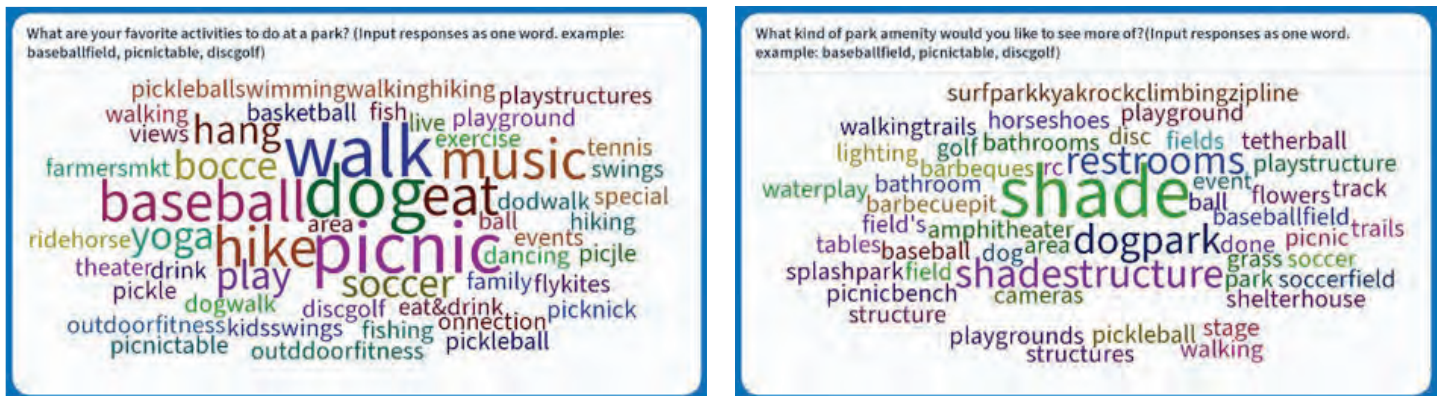 What are your favorite activities to do at a park? (Input responses as one word. example:
baseballfield, picnictable, discgolf)
pickleballswimmingwalkinghiking playstructures
walking basketball fish live playground
views hang walk exercise music tennis
farmersmkt bocce swings
baseball dog eat dodwalk special
area ball hiking
ridehorse yoga hike picnic events
dancing picjle
theater drink play soccer family flykites
pickle
dogwalk discgolf eat&drink picknick
outdoorfitness kidsswings fishing onnection
picnictable outddoorfitness pickleball
What kind of park amenity would you like to see more of?(Input responses as one word.
example: baseballfield, picnictable, discgolf)
surfparkkyakrockclimbingzipline
horseshoes playground
walkingtrails golf bathrooms disc fields tetherball
lighting barbeques rc restrooms playstructure
waterplay bathroom shade event flowers track
barbecuepit ball baseballfield
field's amphitheater trails
tables baseball dog area dogpark done picnic
grass soccer
splashpark field shadestructure park soccerfield
picnicbench cameras shelterhouse
structure
playgrounds pickleball stage
structures walking